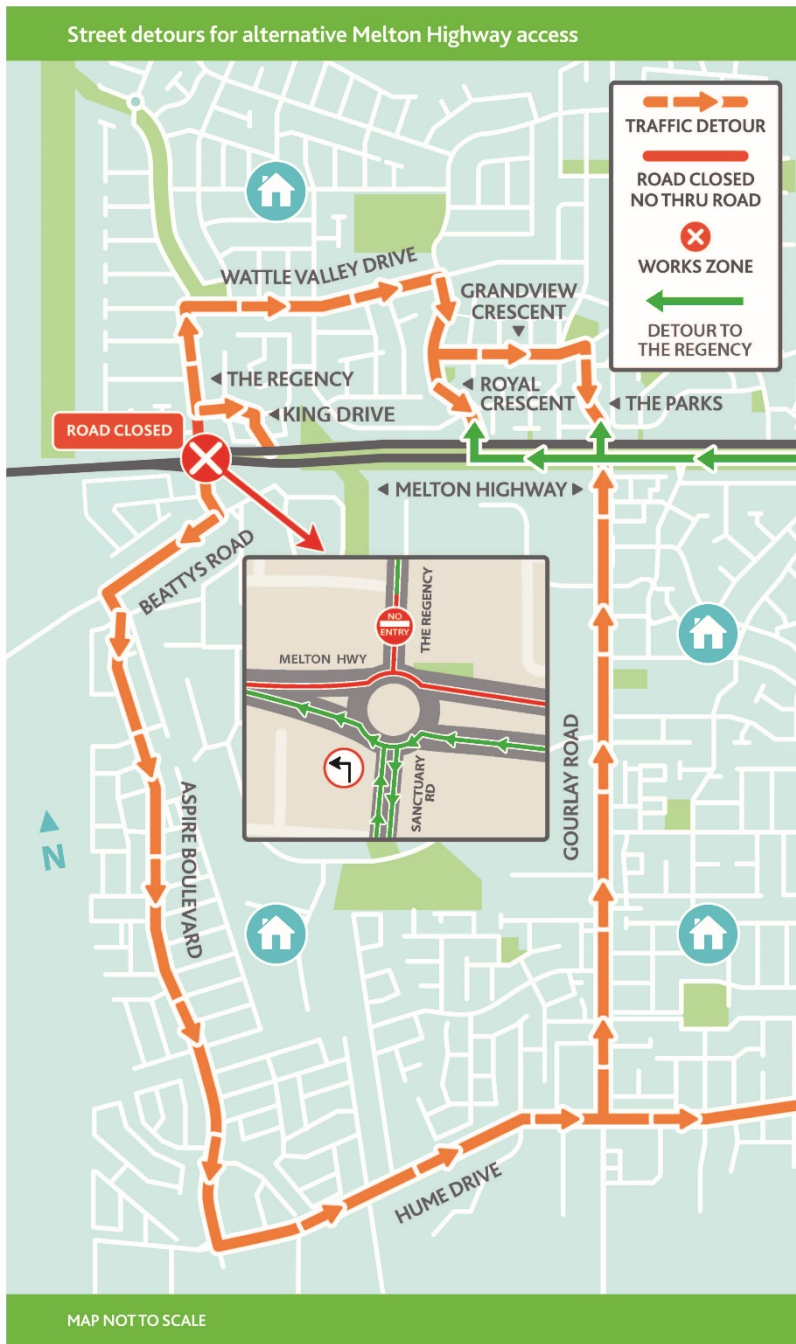 Street detours for alternative Melton Highway access
TRAFFIC DETOUR
ROAD CLOSED
NO THRU ROAD
WORKS ZONE
DETOUR TO
THE REGENCY
WATTLE VALLEY DRIVE
GRANDVIEW
CRESCENT
THE REGENCY
KING DRIVE
ROYAL
CRESCENT
THE PARKS
ROAD CLOSED
MELTON HIGHWAY
BEATTYS ROAD
NO
ENTRY
THE REGENCY
MELTON HWY
SANCTUARY
RD
GOURLAY ROAD
ASPIRE BOULEVARD
N
HUME DRIVE
MAP NOT TO SCALE